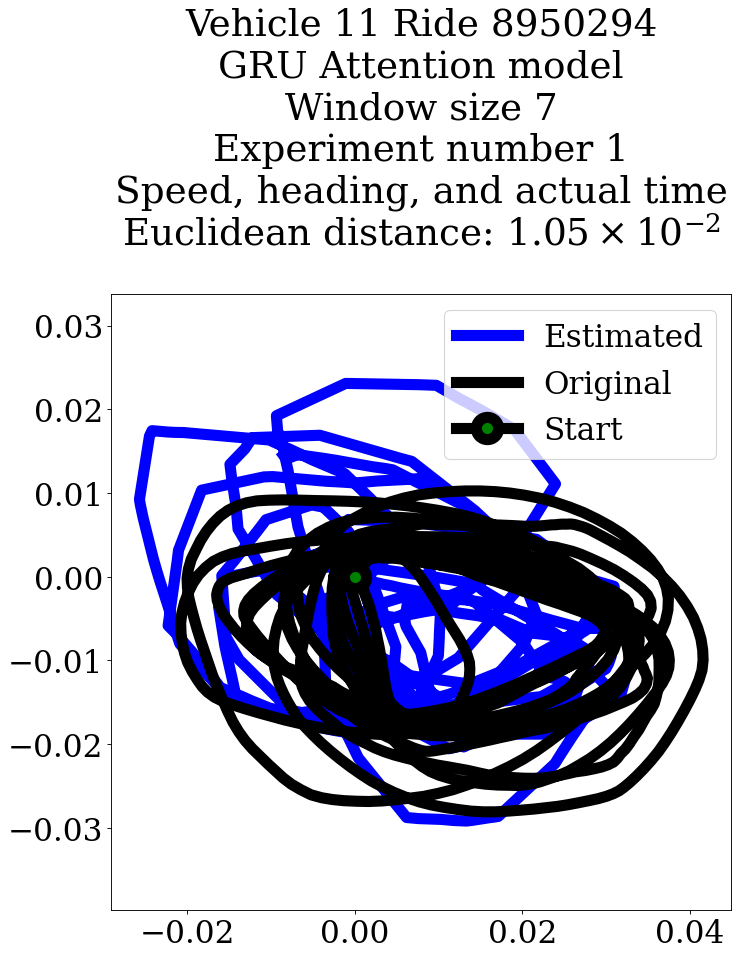 Vehicle 11 Ride 8950294
GRU Attention model
Window size 7
Experiment number 1
Speed, heading, and actual time
Euclidean distance: 1.05 × 10⁻²
Estimated
Original
Start
0.03
0.02
0.01
0.00
−0.01
−0.02
−0.03
−0.02 0.00 0.02 0.04